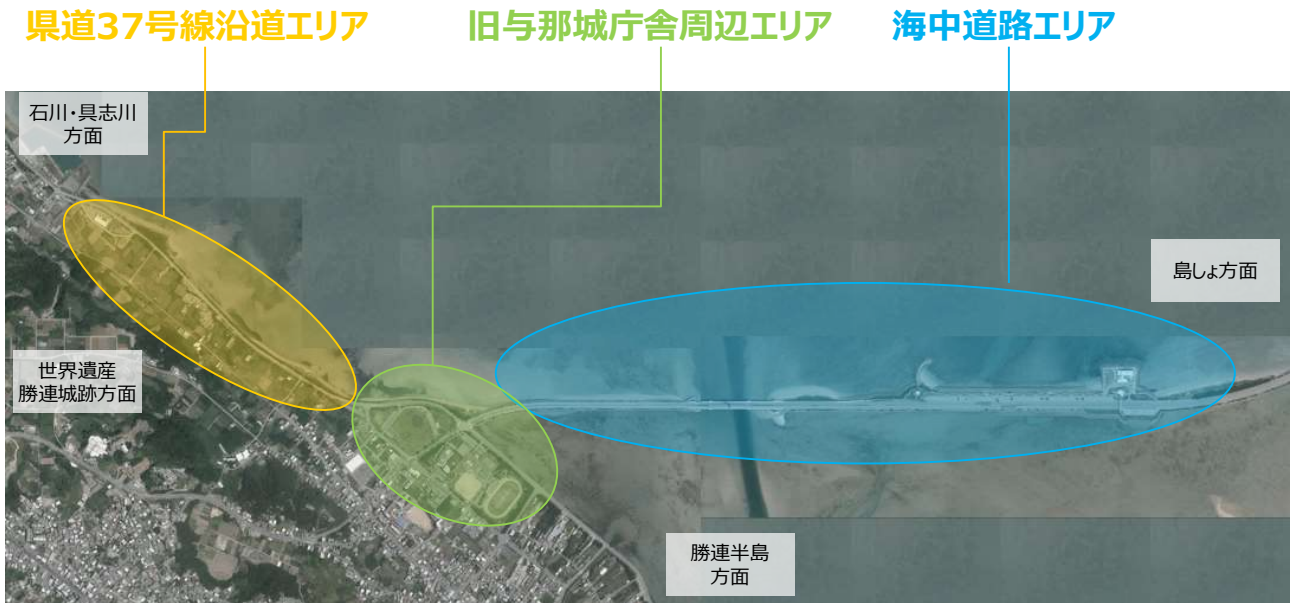 県道37号線沿道エリア
旧与那城庁舎周辺エリア
海中道路エリア
石川・具志川
方面
島しょ方面
世界遺産
勝連城跡方面
勝連半島
方面